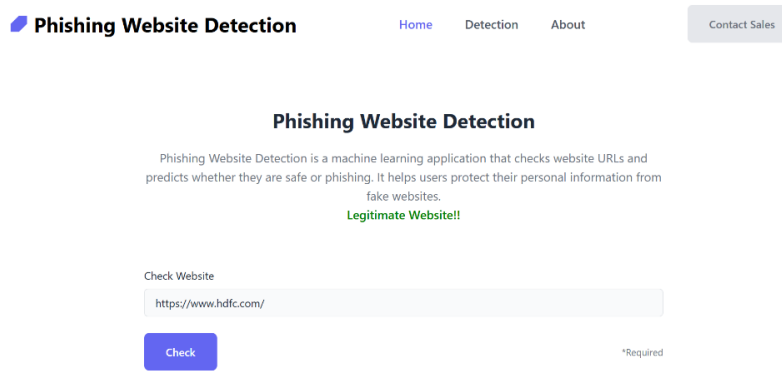 Phishing Website Detection
Home
Detection
About
Contact Sales
Phishing Website Detection
Phishing Website Detection is a machine learning application that checks website URLs and
predicts whether they are safe or phishing. It helps users protect their personal information from
fake websites.
Legitimate Website!!
Check Website
https://www.hdfc.com/
Check
*Required